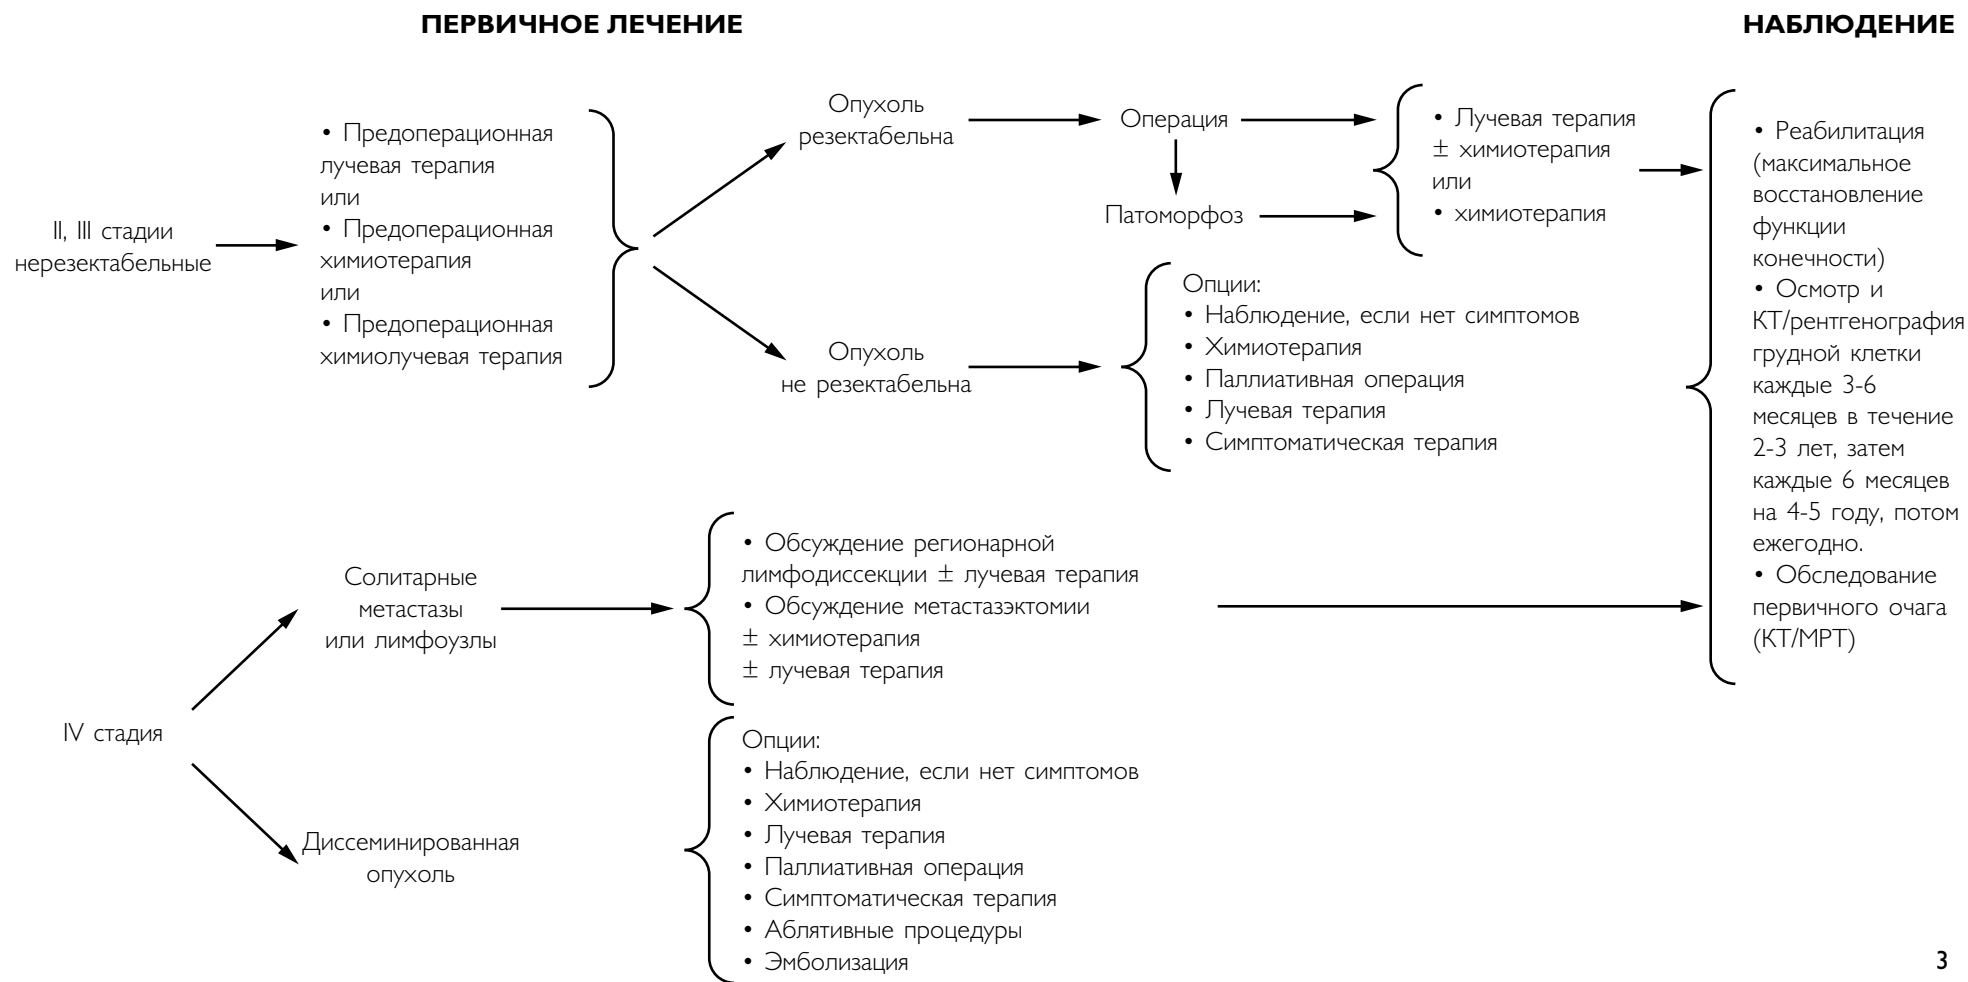 ПЕРВИЧНОЕ ЛЕЧЕНИЕ
НАБЛЮДЕНИЕ
II, III стадии
нерезектабельные
• Предоперационная
лучевая терапия
или
• Предоперационная
химиотерапия
или
• Предоперационная
химиолучевая терапия
Опухоль
резектабельна
Операция
Патоморфоз
• Лучевая терапия
± химиотерапия
или
• химиотерапия
Опухоль
не резектабельна
Опции:
• Наблюдение, если нет симптомов
• Химиотерапия
• Паллиативная операция
• Лучевая терапия
• Симптоматическая терапия
• Реабилитация
(максимальное
восстановление
функции
конечности)
• Осмотр и
КТ/рентгенография
грудной клетки
каждые 3-6
месяцев в течение
2-3 лет, затем
каждые 6 месяцев
на 4-5 году, потом
ежегодно.
• Обследование
первичного очага
(КТ/МРТ)
IV стадия
Солитарные
метастазы
или лимфоузлы
• Обсуждение регионарной
лимфодиссекции ± лучевая терапия
• Обсуждение метастазэктомии
± химиотерапия
± лучевая терапия
Диссеминированная
опухоль
Опции:
• Наблюдение, если нет симптомов
• Химиотерапия
• Лучевая терапия
• Паллиативная операция
• Симптоматическая терапия
• Аблятивные процедуры
• Эмболизация
3